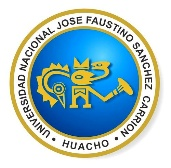 UNIVERSIDAD NACIONAL JOSE FAUSTINO SANCHEZ CARRION
• HUACHO •